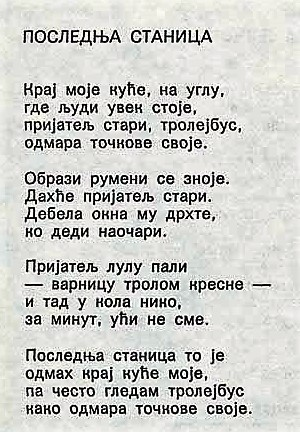 ПОСЛЕДЊА СТАНИЦА
Крај моје куће, на углу,
где људи увек стоје,
пријатељ стари, тролејбус,
одмара точкове своје.
Образи румени се зноје.
Дахће пријатељ стари.
Дебела окна му дрхте,
ко деди наочари.
Пријатељ лулу пали
— варницу тролом кресне —
и тад у кола нико,
за минут, ући не сме.
Последња станица то је
одмах крај куће моје,
па често гледам тролејбус
како одмара точкове своје.